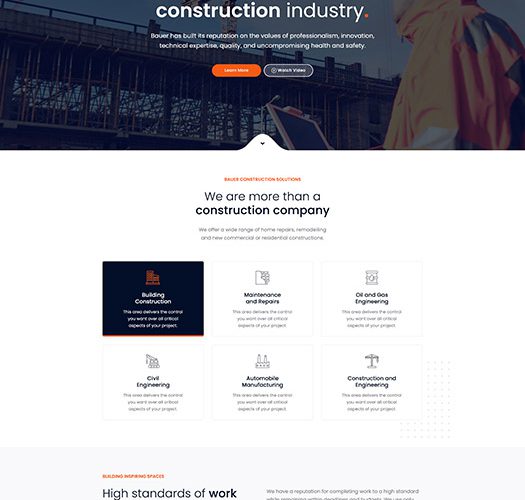 construction industry.
Bauer has built its reputation on the values of professionalism, innovation,
technical expertise, quality, and uncompromising health and safety.
Learn More
Watch Video
BAUER CONSTRUCTION SOLUTIONS
We are more than a
construction company
We offer a wide range of home repairs, remodelling
and new commercial or residential constructions.
Building
Construction
This area delivers the control
you want over all critical
aspects of your project.
Maintenance
and Repairs
This area delivers the control
you want over all critical
aspects of your project.
Oil and Gas
Engineering
This area delivers the control
you want over all critical
aspects of your project.
Civil
Engineering
This area delivers the control
you want over all critical
aspects of your project.
Automobile
Manufacturing
This area delivers the control
you want over all critical
aspects of your project.
Construction and
Engineering
This area delivers the control
you want over all critical
aspects of your project.
BUILDING INSPIRING SPACES
High standards of work
We have a reputation for completing work to a high standard